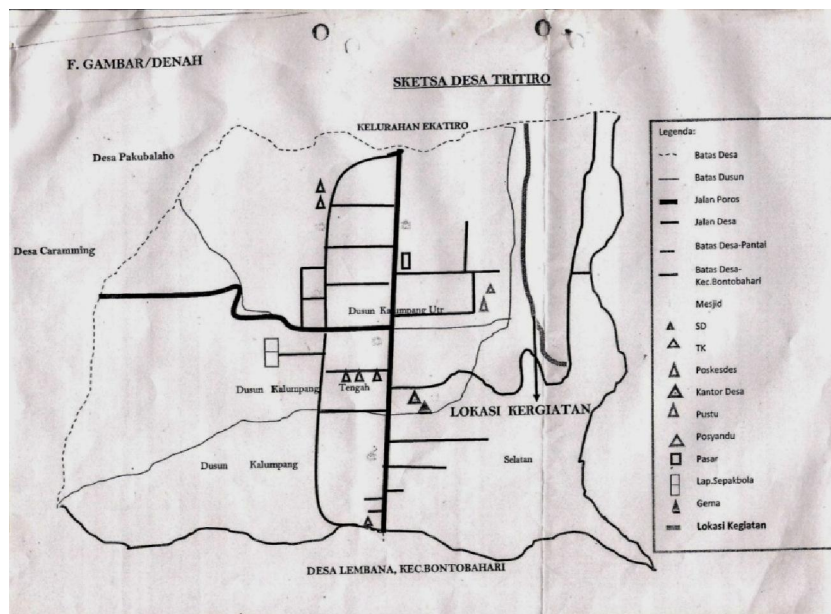 F. GAMBAR/DENAH
SKETSA DESA TRITIRO
KELURAHAN EKATIRO
Desa Pakubalaho
Desa Caramming
Dusun Kalumpang Utr
Dusun Kalumpang Tengah
LOKASI KERGIATAN
Dusun Kalumpang Selatan
DESA LEMBANA, KEC.BONTOBAHARI
Legenda:
Batas Desa
Batas Dusun
Jalan Poros
Jalan Desa
Batas Desa-Pantai
Batas Desa-
Kec.Bontobahari
Mesjid
SD
TK
Poskesdes
Kantor Desa
Pustu
Posyandu
Pasar
Lap.Sepakbola
Gema
Lokasi Kegiatan